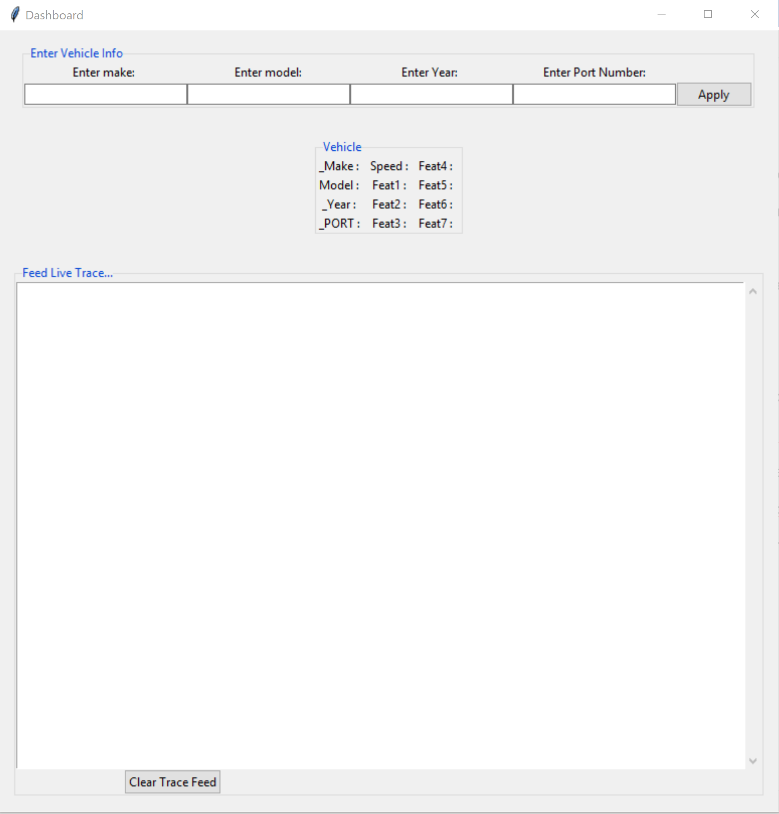 Dashboard
Enter Vehicle Info
Enter make: Enter model: Enter Year: Enter Port Number:
Apply
Vehicle
_Make : Speed : Feat4 :
Model : Feat1 : Feat5 :
_Year : Feat2 : Feat6 :
_PORT : Feat3 : Feat7 :
Feed Live Trace...
Clear Trace Feed